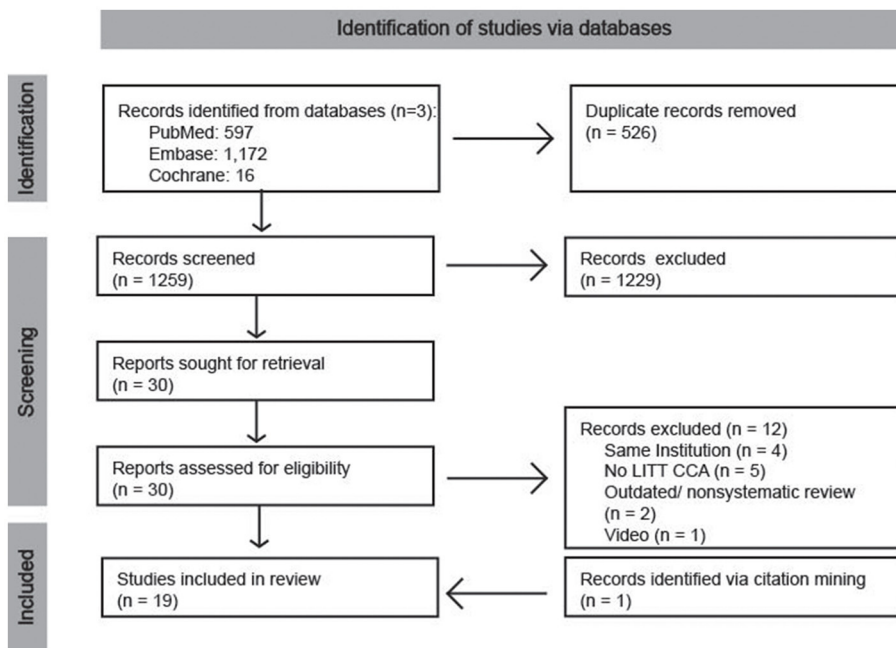 Identification of studies via databases
Identification
Records identified from databases (n=3):
PubMed: 597
Embase: 1,172
Cochrane: 16
Duplicate records removed
(n = 526)
Screening
Records screened
(n = 1259)
Records excluded
(n = 1229)
Reports sought for retrieval
(n = 30)
Reports assessed for eligibility
(n = 30)
Records excluded (n = 12)
Same Institution (n = 4)
No LITT CCA (n = 5)
Outdated/ nonsystematic review
(n = 2)
Video (n = 1)
Included
Studies included in review
(n = 19)
Records identified via citation mining
(n = 1)